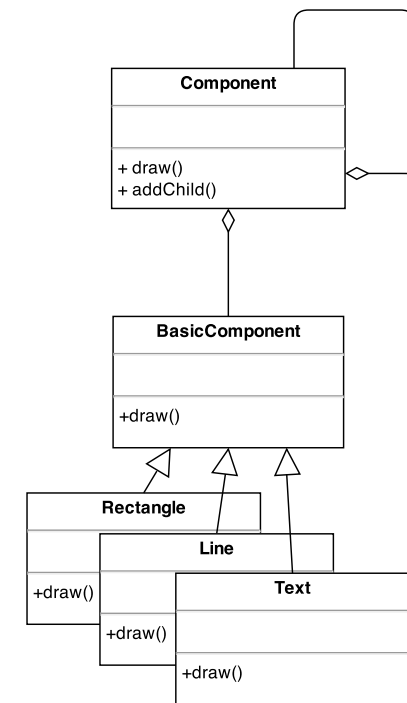 Component
+ draw()
+ addChild()
BasicComponent
+draw()
Rectangle
+draw()
Line
+draw()
Text
+draw()